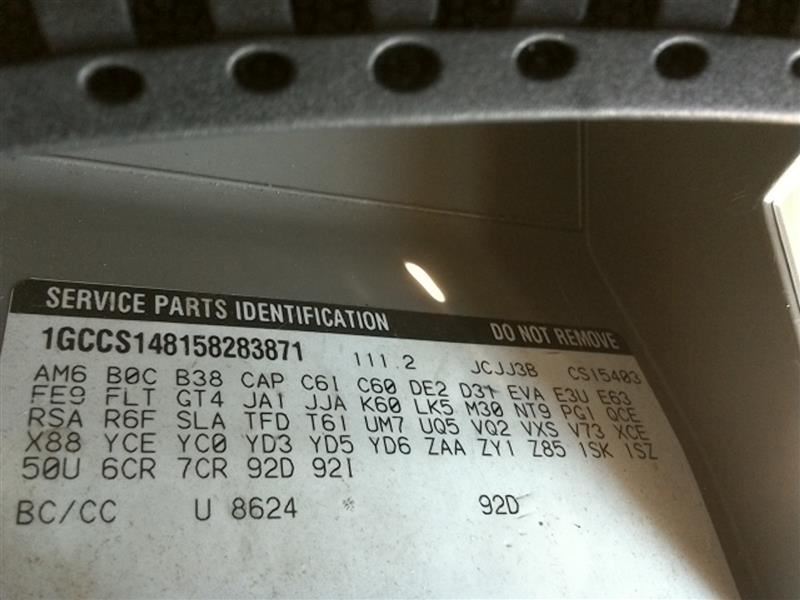 SERVICE PARTS IDENTIFICATION DO NOT REMOVE
1GCCS148158283871 111.2 JCJJ3B CS15403
AM6 B0C B38 CAP C61 C60 DE2 D31 EVA E3U E63
FE9 FLT GT4 JA1 JJA K60 LK5 M30 NT9 PG1 QCE
RSA R6F SLA TFD T61 UM7 UQ5 VQ2 VXS V73 XCE
X88 YCE YC0 YD3 YD5 YD6 ZAA ZY1 Z85 1SK 1SZ
50U 6CR 7CR 92D 92I
BC/CC U 8624 * 92D